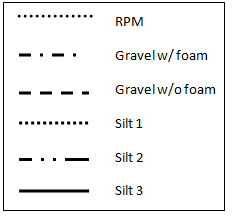 RPM
Gravel w/ foam
Gravel w/o foam
Silt 1
Silt 2
Silt 3